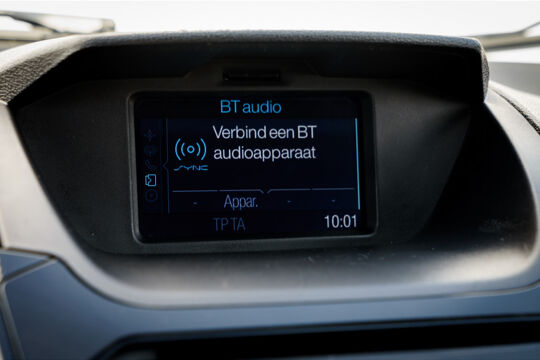 BT audio
Verbind een BT
audioapparaat
SYNC
- Appar. - -
TP TA 10:01